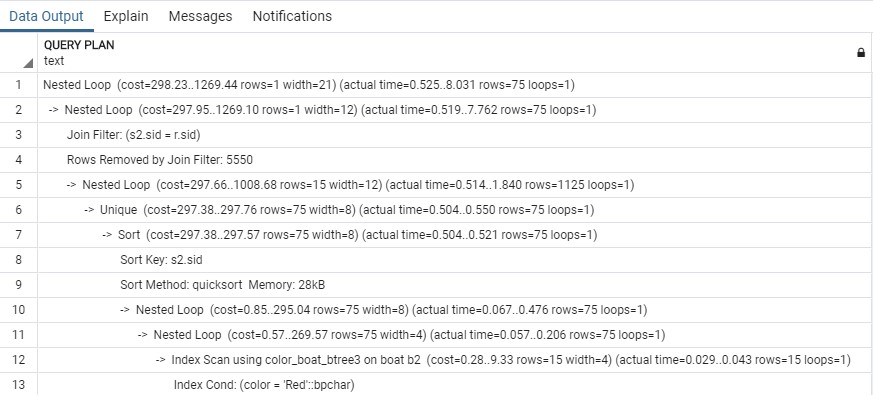 Data Output Explain Messages Notifications
QUERY PLAN
text
1 Nested Loop (cost=298.23..1269.44 rows=1 width=21) (actual time=0.525..8.031 rows=75 loops=1)
2 -> Nested Loop (cost=297.95..1269.10 rows=1 width=12) (actual time=0.519..7.762 rows=75 loops=1)
3 Join Filter: (s2.sid = r.sid)
4 Rows Removed by Join Filter: 5550
5 -> Nested Loop (cost=297.66..1008.68 rows=15 width=12) (actual time=0.514..1.840 rows=1125 loops=1)
6 -> Unique (cost=297.38..297.76 rows=75 width=8) (actual time=0.504..0.550 rows=75 loops=1)
7 -> Sort (cost=297.38..297.57 rows=75 width=8) (actual time=0.504..0.521 rows=75 loops=1)
8 Sort Key: s2.sid
9 Sort Method: quicksort Memory: 28kB
10 -> Nested Loop (cost=0.85..295.04 rows=75 width=8) (actual time=0.067..0.476 rows=75 loops=1)
11 -> Nested Loop (cost=0.57..269.57 rows=75 width=4) (actual time=0.057..0.206 rows=75 loops=1)
12 -> Index Scan using color_boat_btree3 on boat b2 (cost=0.28..9.33 rows=15 width=4) (actual time=0.029..0.043 rows=15 loops=1)
13 Index Cond: (color = 'Red'::bpchar)